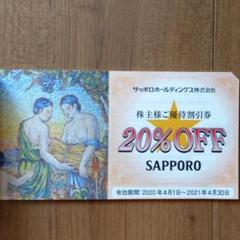 サッポロホールディングス株式会社
株主様ご優待割引券
20%OFF
SAPPORO
有効期間:2020年4月1日〜2021年4月30日